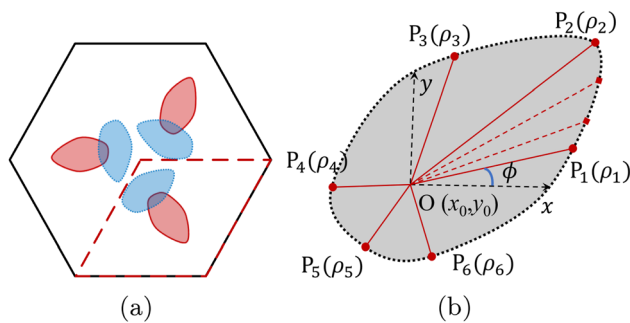 P₃(ρ₃)
P₂(ρ₂)
y
P₄(ρ₄)
ϕ
P₁(ρ₁)
O (x₀,y₀)
x
P₅(ρ₅)
P₆(ρ₆)
(a)
(b)